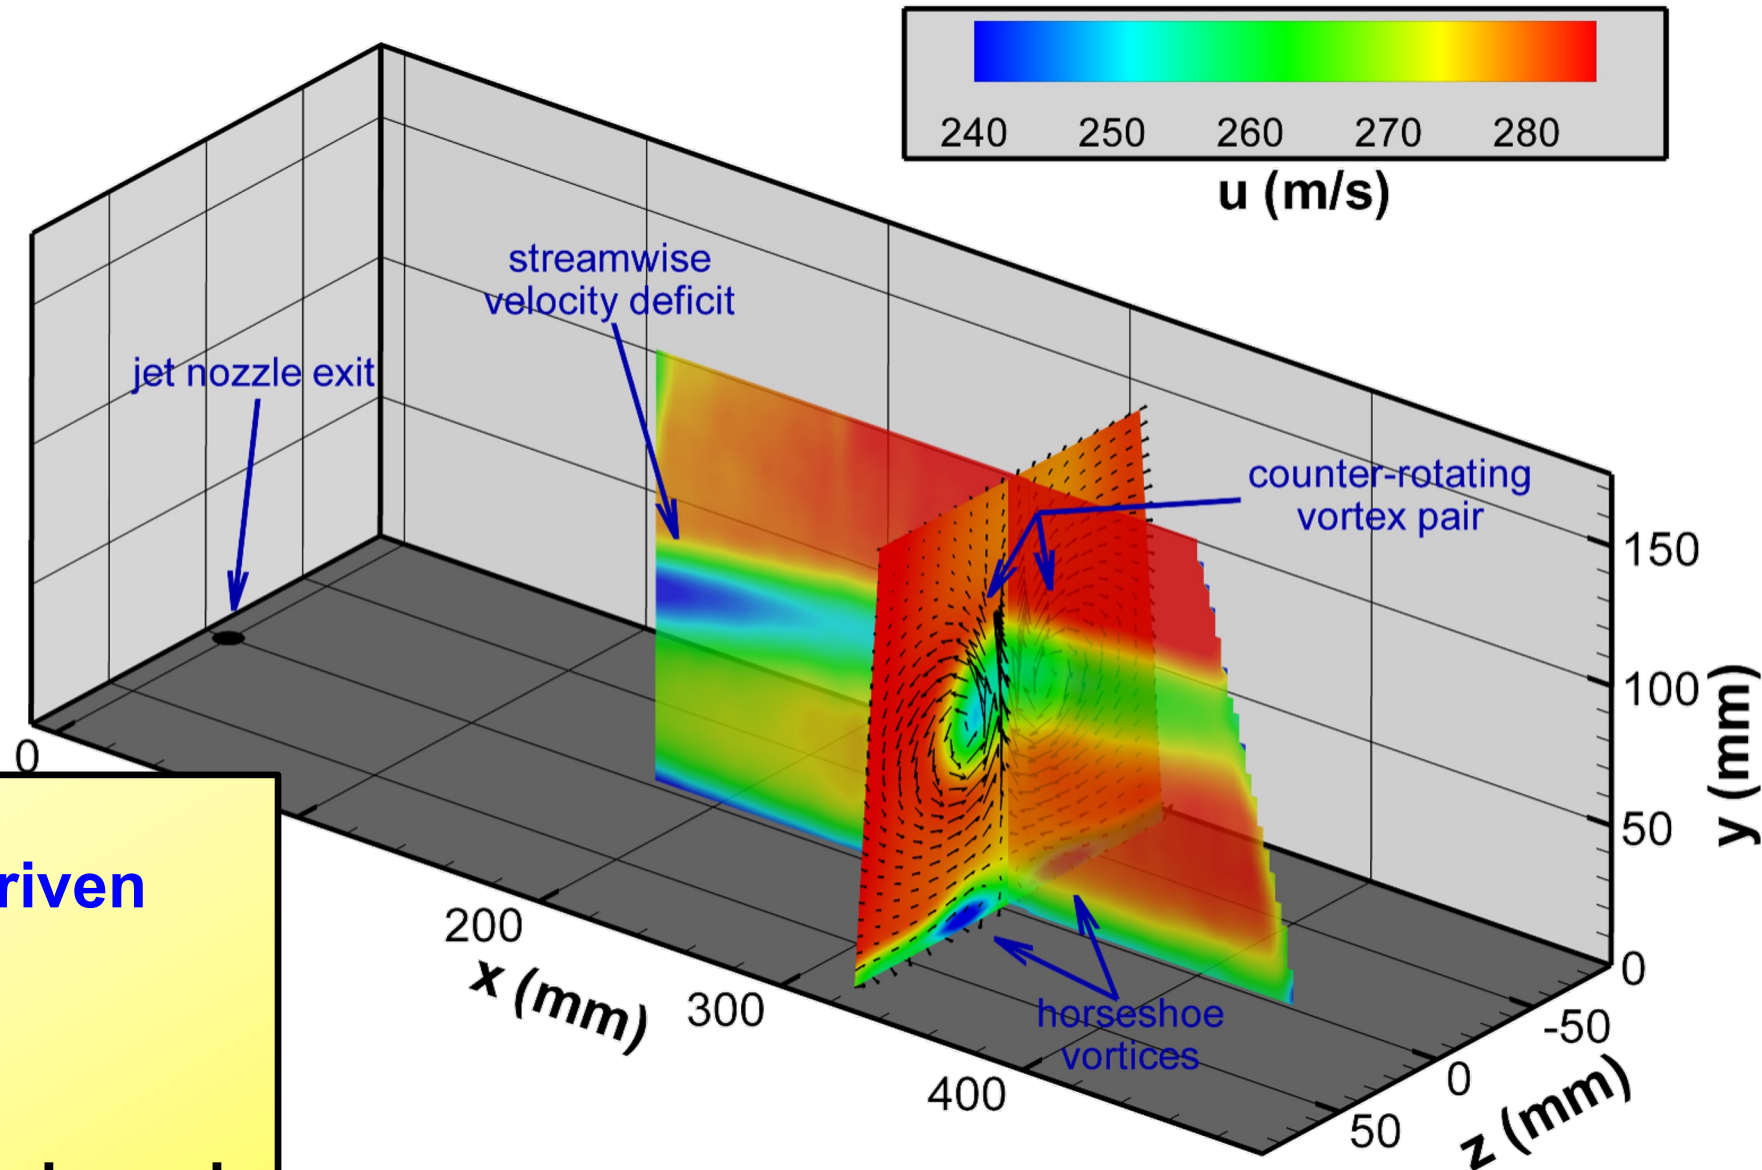 240 250 260 270 280
u (m/s)
streamwise
velocity deficit
jet nozzle exit
counter-rotating
vortex pair
150
100
50
0
y (mm)
0
200
300
400
x (mm)
horseshoe
vortices
-50
0
50
z (mm)
riven